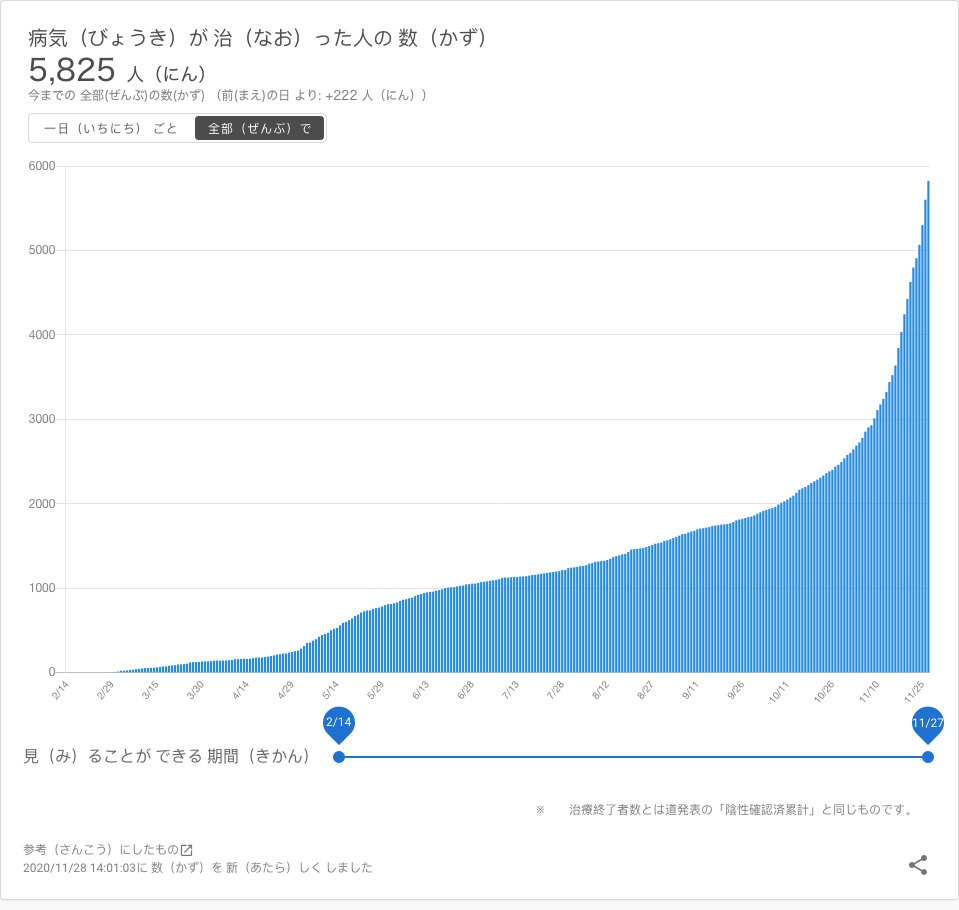 病気（びょうき）が 治（なお）った人の 数（かず）
5,825 人（にん）
今までの 全部(ぜんぶ)の数(かず) （前(まえ)の日 より: +222 人（にん））
一日（いちにち） ごと 全部（ぜんぶ）で
6000
5000
4000
3000
2000
1000
0
2/14 2/29 3/15 3/30 4/14 4/29 5/14 5/29 6/13 6/28 7/13 7/28 8/12 8/27 9/11 9/26 10/11 10/26 11/10 11/25
2/14 11/27
見（み）ることが できる 期間（きかん）
※ 治療終了者数とは道発表の「陰性確認済累計」と同じものです。
参考（さんこう）にしたもの
2020/11/28 14:01:03に 数（かず）を 新（あたら）しく しました